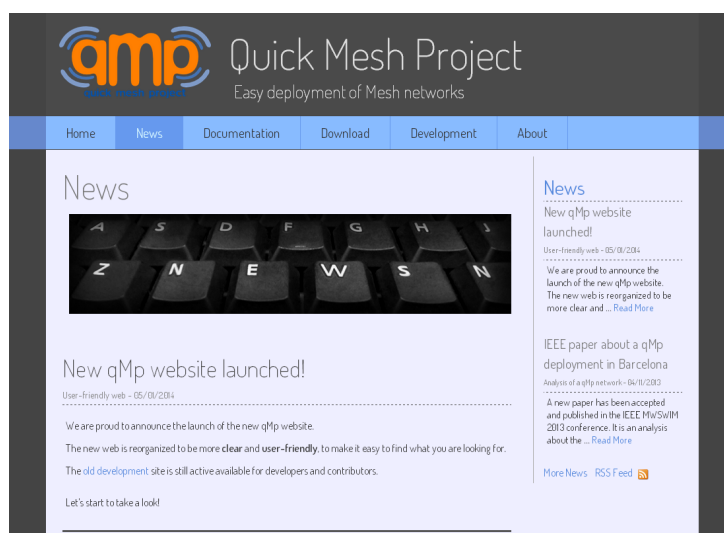 qmp
quick mesh project
Quick Mesh Project
Easy deployment of Mesh networks
Home
News
Documentation
Download
Development
About
News
A S D F G H J
Z N E W S N
New qMp website launched!
User-friendly web - 05/01/2014
We are proud to announce the launch of the new qMp website.
The new web is reorganized to be more clear and user-friendly, to make it easy to find what you are looking for.
The old development site is still active available for developers and contributors.
Let's start to take a look!
News
New qMp website
launched!
User-friendly web - 05/01/2014
We are proud to announce the
launch of the new qMp website.
The new web is reorganized to be
more clear and ... Read More
IEEE paper about a qMp
deployment in Barcelona
Analysis of a qMp network - 04/11/2013
A new paper has been accepted
and published in the IEEE MWSWIM
2013 conference. It is an analysis
about the ... Read More
More News RSS Feed